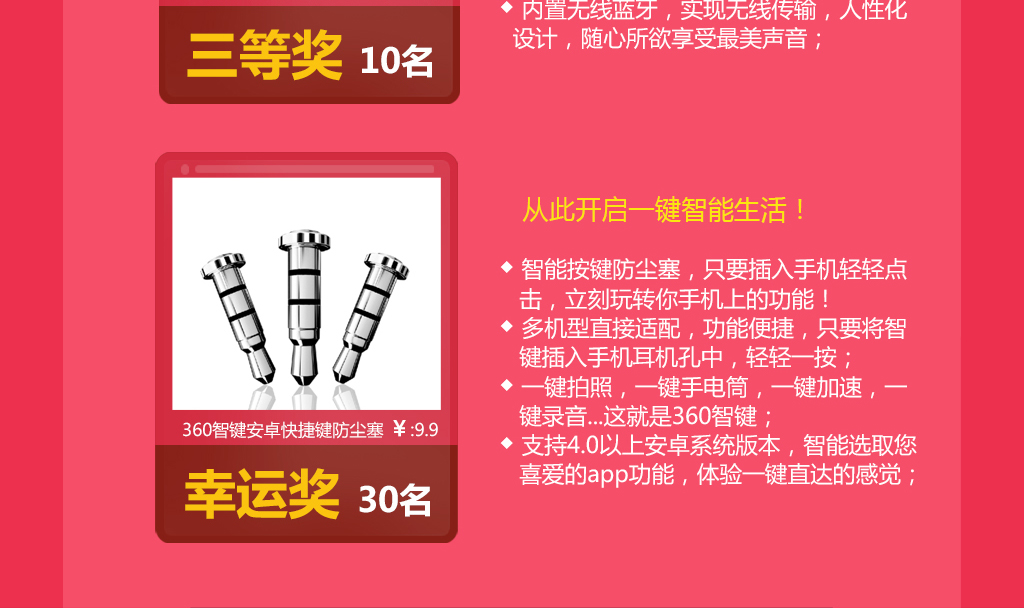 内置无线蓝牙，实现无线传输，人性化
设计，随心所欲享受最美声音；
三等奖 10名
从此开启一键智能生活！
智能按键防尘塞，只要插入手机轻轻点
击，立刻玩转你手机上的功能！
多机型直接适配，功能便捷，只要将智
键插入手机耳机孔中，轻轻一按；
一键拍照，一键手电筒，一键加速，一
键录音...这就是360智键；
支持4.0以上安卓系统版本，智能选取您
喜爱的app功能，体验一键直达的感觉；
360智键安卓快捷键防尘塞 ￥:9.9
幸运奖 30名